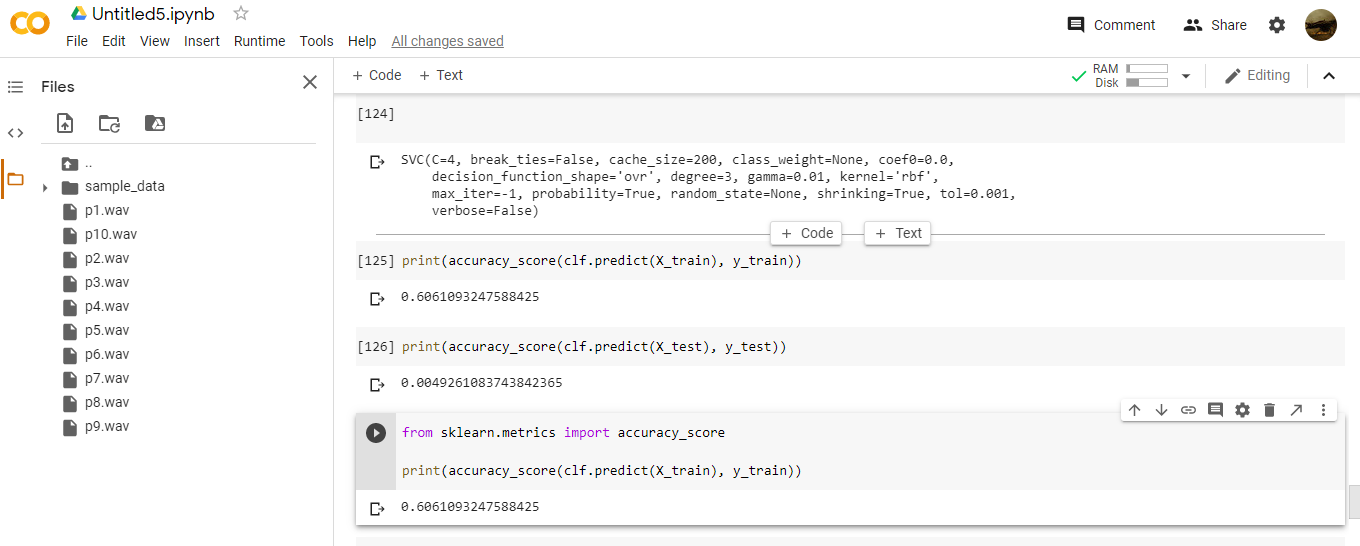 Untitled5.ipynb
File Edit View Insert Runtime Tools Help All changes saved
Comment Share
Files
+ Code + Text
RAM
Disk
Editing
..
sample_data
p1.wav
p10.wav
p2.wav
p3.wav
p4.wav
p5.wav
p6.wav
p7.wav
p8.wav
p9.wav
[124]
SVC(C=4, break_ties=False, cache_size=200, class_weight=None, coef0=0.0,
decision_function_shape='ovr', degree=3, gamma=0.01, kernel='rbf',
max_iter=-1, probability=True, random_state=None, shrinking=True, tol=0.001,
verbose=False)
+ Code + Text
[125] print(accuracy_score(clf.predict(X_train), y_train))
0.6061093247588425
[126] print(accuracy_score(clf.predict(X_test), y_test))
0.0049261083743842365
from sklearn.metrics import accuracy_score
print(accuracy_score(clf.predict(X_train), y_train))
0.6061093247588425